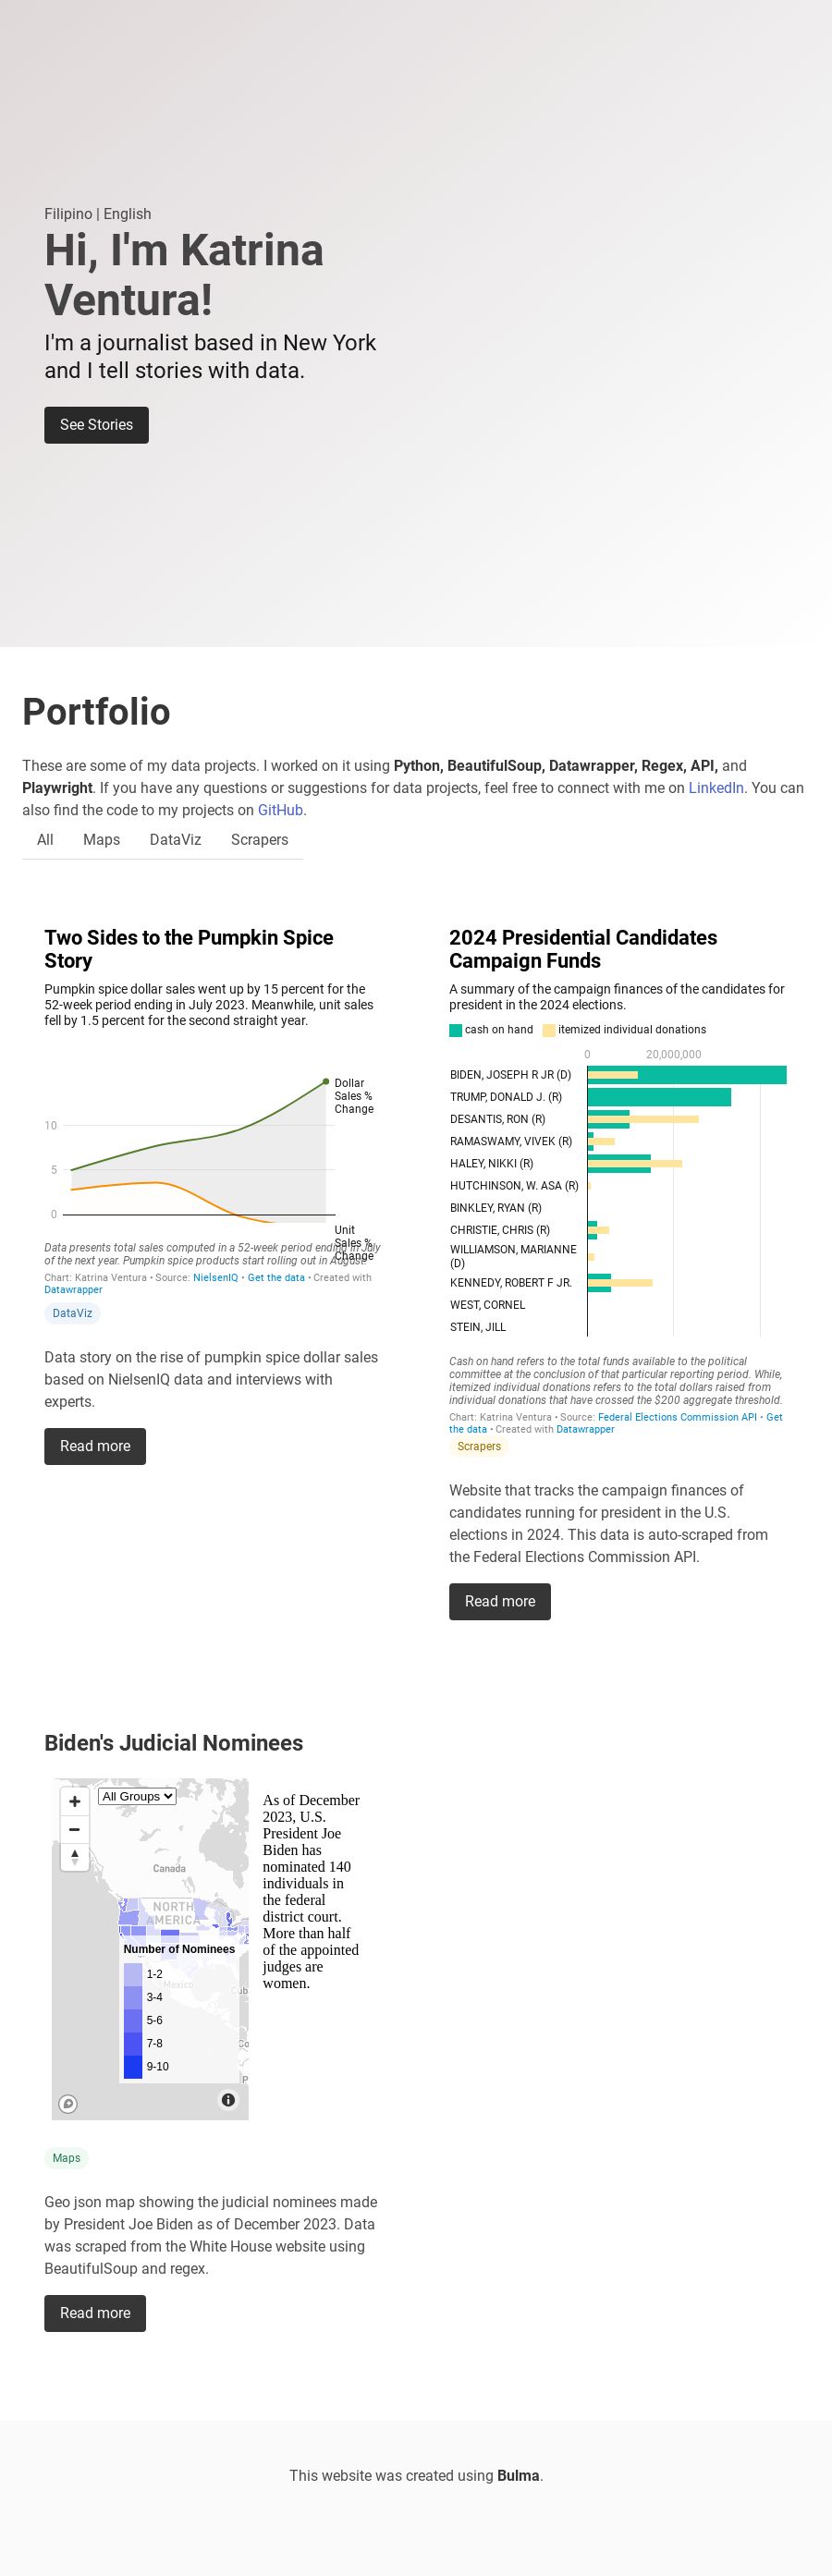 Filipino | English
Hi, I'm Katrina
Ventura!
I'm a journalist based in New York
and I tell stories with data.
See Stories
Portfolio
These are some of my data projects. I worked on it using Python, BeautifulSoup, Datawrapper, Regex, API, and
Playwright. If you have any questions or suggestions for data projects, feel free to connect with me on LinkedIn. You can
also find the code to my projects on GitHub.
All Maps DataViz Scrapers
Two Sides to the Pumpkin Spice
Story
Pumpkin spice dollar sales went up by 15 percent for the
52-week period ending in July 2023. Meanwhile, unit sales
fell by 1.5 percent for the second straight year.
Dollar
Sales %
Change
10
5
0
Unit
Sales %
Change
Data presents total sales computed in a 52-week period ending in July
of the next year. Pumpkin spice products start rolling out in August.
Chart: Katrina Ventura • Source: NielsenIQ • Get the data • Created with
Datawrapper
DataViz
Data story on the rise of pumpkin spice dollar sales
based on NielsenIQ data and interviews with
experts.
Read more
2024 Presidential Candidates
Campaign Funds
A summary of the campaign finances of the candidates for
president in the 2024 elections.
cash on hand itemized individual donations
0 20,000,000
BIDEN, JOSEPH R JR (D)
TRUMP, DONALD J. (R)
DESANTIS, RON (R)
RAMASWAMY, VIVEK (R)
HALEY, NIKKI (R)
HUTCHINSON, W. ASA (R)
BINKLEY, RYAN (R)
CHRISTIE, CHRIS (R)
WILLIAMSON, MARIANNE
(D)
KENNEDY, ROBERT F JR.
WEST, CORNEL
STEIN, JILL
Cash on hand refers to the total funds available to the political
committee at the conclusion of that particular reporting period. While,
itemized individual donations refers to the total dollars raised from
individual donations that have crossed the $200 aggregate threshold.
Chart: Katrina Ventura • Source: Federal Elections Commission API • Get
the data • Created with Datawrapper
Scrapers
Website that tracks the campaign finances of
candidates running for president in the U.S.
elections in 2024. This data is auto-scraped from
the Federal Elections Commission API.
Read more
Biden's Judicial Nominees
All Groups
Canada
NORTH
AMERICA
Number of Nominees
1-2
3-4
5-6
7-8
9-10
Mexico
Cub
Co
P
As of December
2023, U.S.
President Joe
Biden has
nominated 140
individuals in
the federal
district court.
More than half
of the appointed
judges are
women.
Maps
Geo json map showing the judicial nominees made
by President Joe Biden as of December 2023. Data
was scraped from the White House website using
BeautifulSoup and regex.
Read more
This website was created using Bulma.